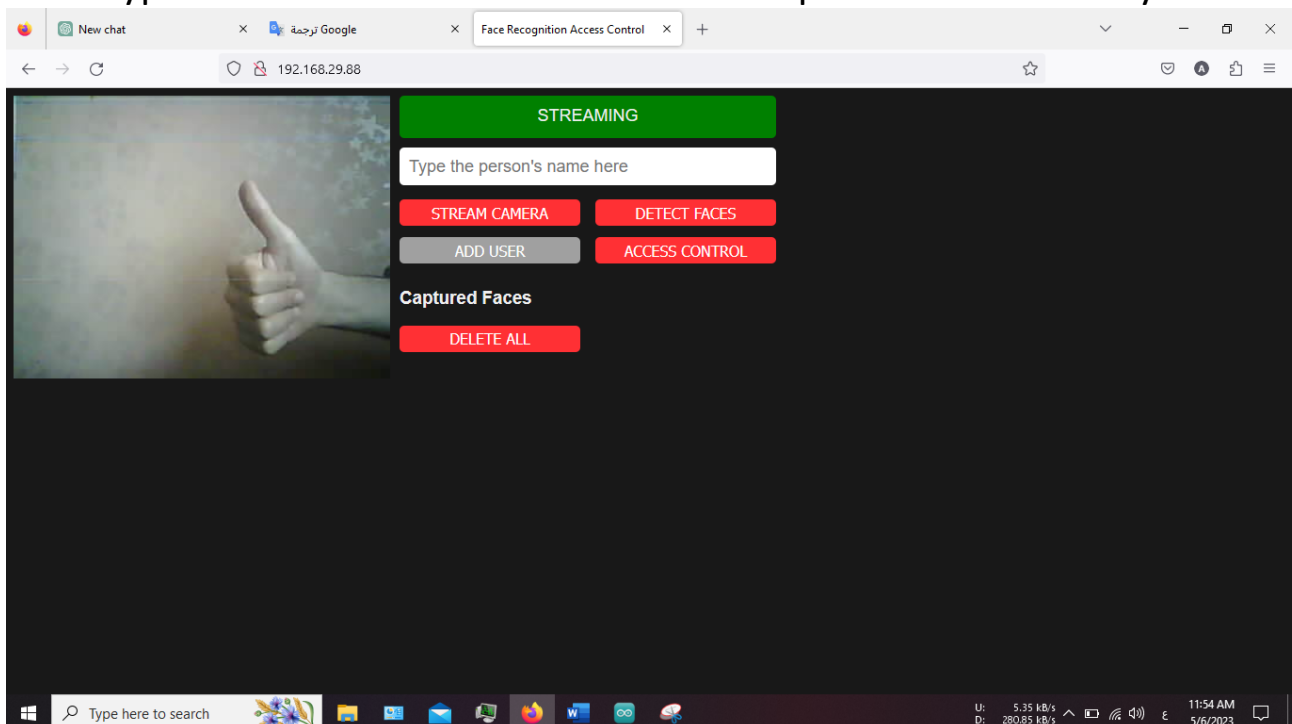 New chat
ترجمة Google
Face Recognition Access Control
192.168.29.88
A
STREAMING
Type the person's name here
STREAM CAMERA
DETECT FACES
ADD USER
ACCESS CONTROL
Captured Faces
DELETE ALL
Type here to search
U: 5.35 kB/s
D: 280.85 kB/s
ع
11:54 AM
5/6/2023